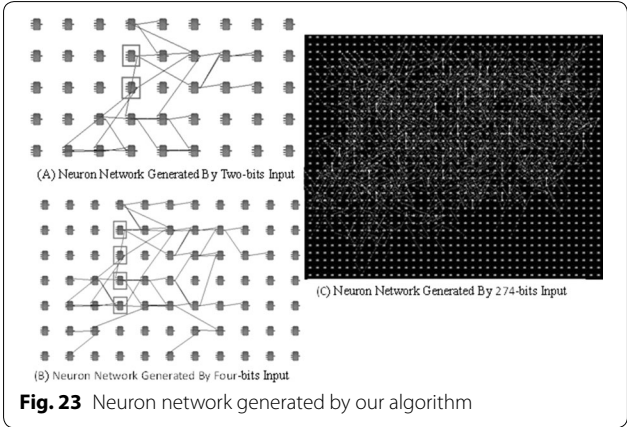 (A) Neuron Network Generated By Two-bits Input
(B) Neuron Network Generated By Four-bits Input
(C) Neuron Network Generated By 274-bits Input
Fig. 23 Neuron network generated by our algorithm